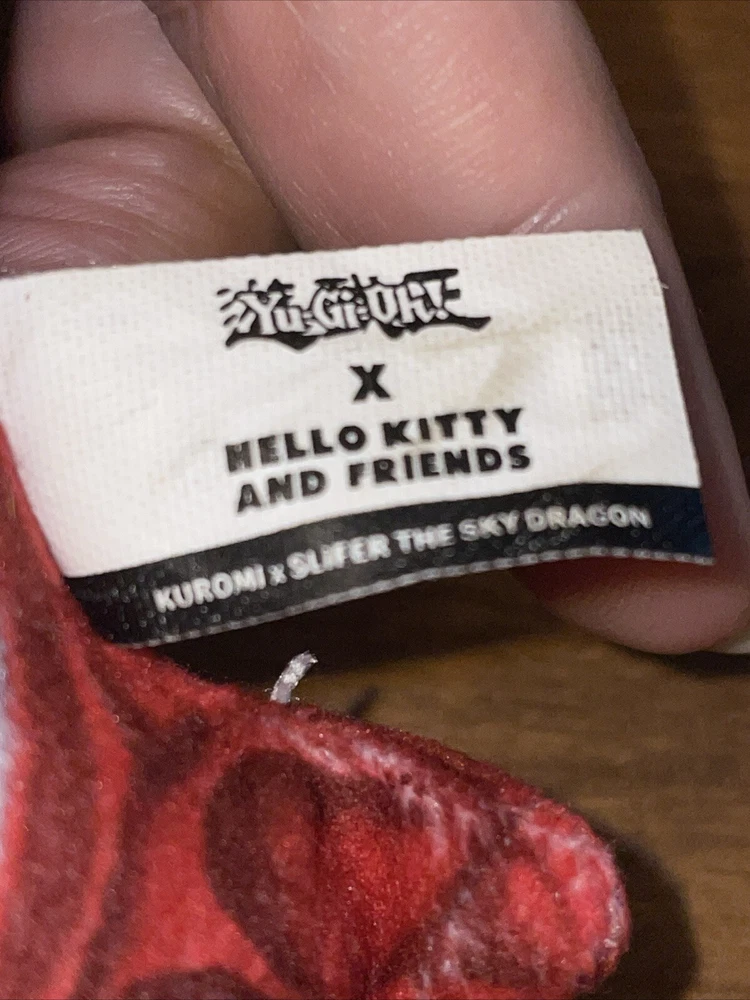 Yu-Gi-Oh!
X
HELLO KITTY
AND FRIENDS
KUROMI x SLIFER THE SKY DRAGON